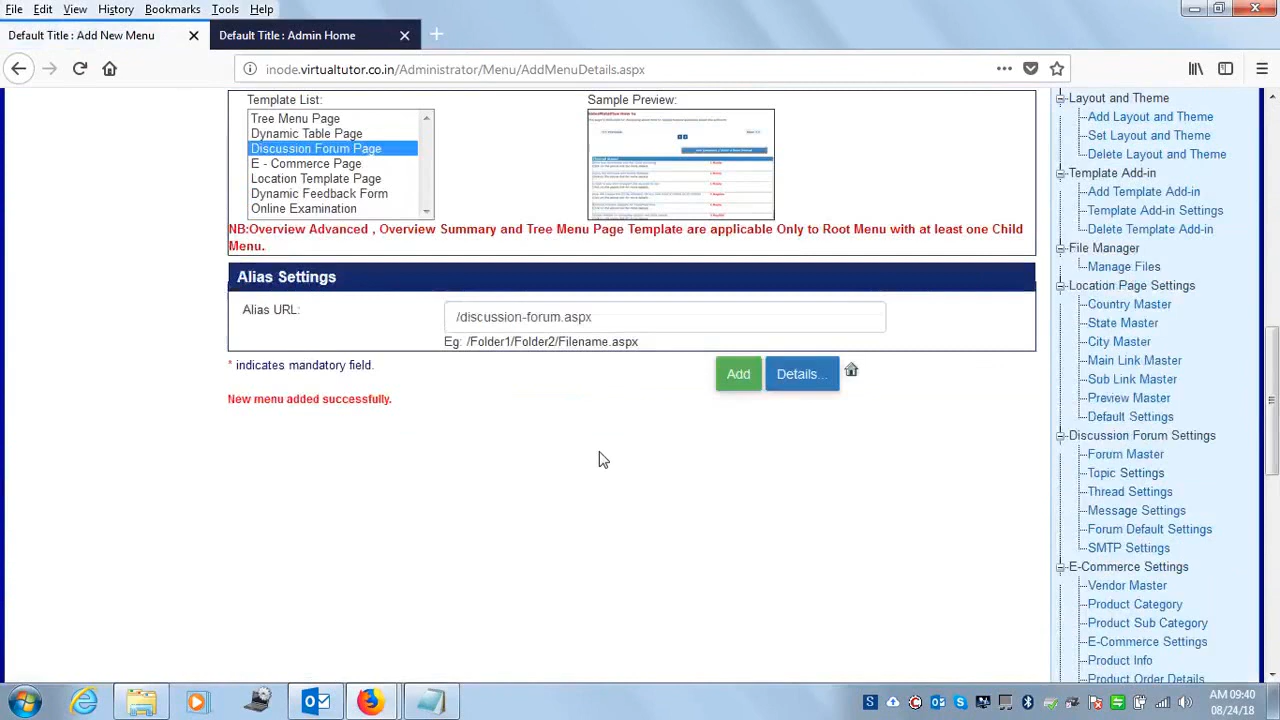 File Edit View History Bookmarks Tools Help
Default Title : Add New Menu
Default Title : Admin Home
inode.virtualtutor.co.in/Administrator/Menu/AddMenuDetails.aspx
Template List:
Sample Preview:
Tree Menu Page
Dynamic Table Page
Discussion Forum Page
E - Commerce Page
Location Template Page
Dynamic Feedback Form
Online Examination
NB:Overview Advanced , Overview Summary and Tree Menu Page Template are applicable Only to Root Menu with at least one Child
Menu.
Alias Settings
Alias URL:
/discussion-forum.aspx
Eg: /Folder1/Folder2/Filename.aspx
* indicates mandatory field.
Add
Details...
New menu added successfully.
Layout and Theme
Add Layout and Theme
Set Layout and Theme
Delete Layout and Theme
Template Add-in
Add Template Add-in
Template Add-in Settings
Delete Template Add-in
File Manager
Manage Files
Location Page Settings
Country Master
State Master
City Master
Main Link Master
Sub Link Master
Preview Master
Default Settings
Discussion Forum Settings
Forum Master
Topic Settings
Thread Settings
Message Settings
Forum Default Settings
SMTP Settings
E-Commerce Settings
Vendor Master
Product Category
Product Sub Category
E-Commerce Settings
Product Info
Product Order Details
AM 09:40
08/24/18